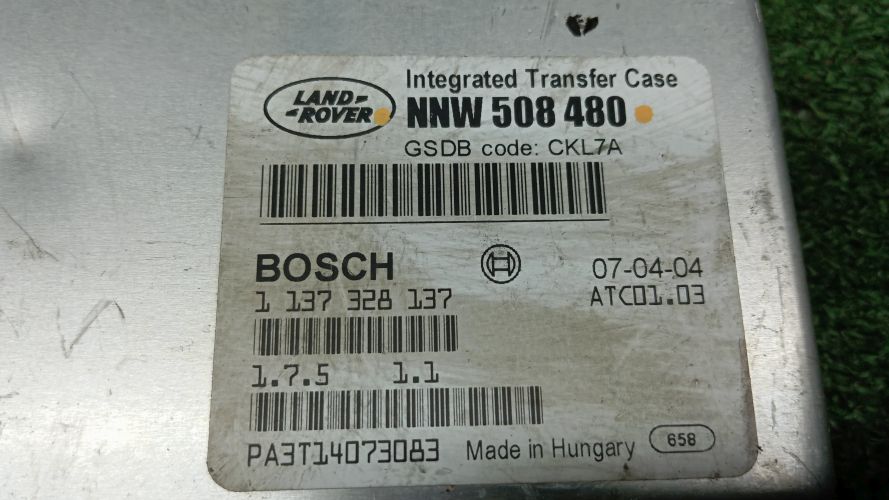 LAND-
-ROVER
Integrated Transfer Case
NNW 508 480
GSDB code: CKL7A
BOSCH
07-04-04
1 137 328 137
ATC01.03
1.7.5 1.1
PA3T14073083
Made in Hungary
658